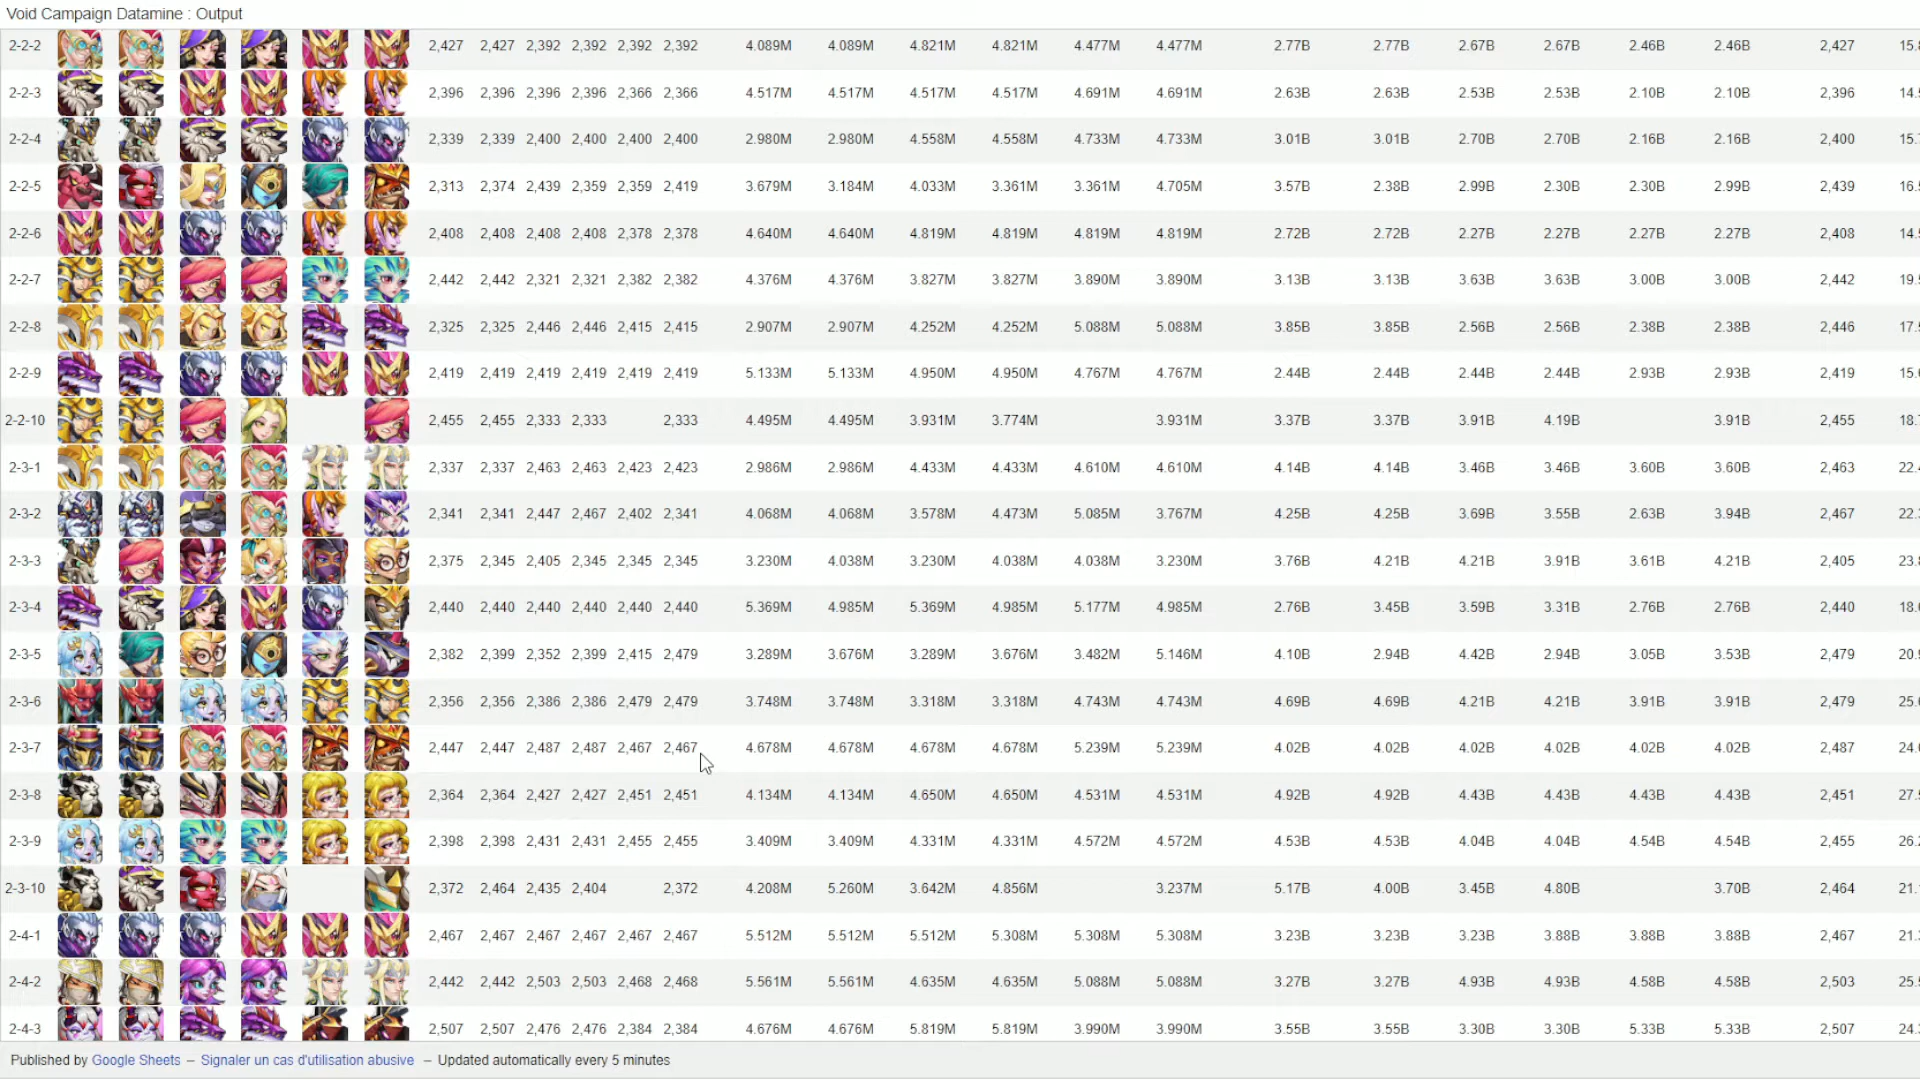 Void Campaign Datamine : Output
2-2-2 2,427 2,427 2,392 2,392 2,392 2,392 4.089M 4.089M 4.821M 4.821M 4.477M 4.477M 2.77B 2.77B 2.67B 2.67B 2.46B 2.46B 2,427
2-2-3 2,396 2,396 2,396 2,396 2,366 2,366 4.517M 4.517M 4.517M 4.517M 4.691M 4.691M 2.63B 2.63B 2.53B 2.53B 2.10B 2.10B 2,396
2-2-4 2,339 2,339 2,400 2,400 2,400 2,400 2.980M 2.980M 4.558M 4.558M 4.733M 4.733M 3.01B 3.01B 2.70B 2.70B 2.16B 2.16B 2,400
2-2-5 2,313 2,374 2,439 2,359 2,359 2,419 3.679M 3.184M 4.033M 3.361M 3.361M 4.705M 3.57B 2.38B 2.99B 2.30B 2.30B 2.99B 2,439
2-2-6 2,408 2,408 2,408 2,408 2,378 2,378 4.640M 4.640M 4.819M 4.819M 4.819M 4.819M 2.72B 2.72B 2.27B 2.27B 2.27B 2.27B 2,408
2-2-7 2,442 2,442 2,321 2,321 2,382 2,382 4.376M 4.376M 3.827M 3.827M 3.890M 3.890M 3.13B 3.13B 3.63B 3.63B 3.00B 3.00B 2,442
2-2-8 2,325 2,325 2,446 2,446 2,415 2,415 2.907M 2.907M 4.252M 4.252M 5.088M 5.088M 3.85B 3.85B 2.56B 2.56B 2.38B 2.38B 2,446
2-2-9 2,419 2,419 2,419 2,419 2,419 2,419 5.133M 5.133M 4.950M 4.950M 4.767M 4.767M 2.44B 2.44B 2.44B 2.44B 2.93B 2.93B 2,419
2-2-10 2,455 2,455 2,333 2,333 2,333 4.495M 4.495M 3.931M 3.774M 3.931M 3.37B 3.37B 3.91B 4.19B 3.91B 2,455
2-3-1 2,337 2,337 2,463 2,463 2,423 2,423 2.986M 2.986M 4.433M 4.433M 4.610M 4.610M 4.14B 4.14B 3.46B 3.46B 3.60B 3.60B 2,463
2-3-2 2,341 2,341 2,447 2,467 2,402 2,341 4.068M 4.068M 3.578M 4.473M 5.085M 3.767M 4.25B 4.25B 3.69B 3.55B 2.63B 3.94B 2,467
2-3-3 2,375 2,345 2,405 2,345 2,345 2,345 3.230M 4.038M 3.230M 4.038M 4.038M 3.230M 3.76B 4.21B 4.21B 3.91B 3.61B 4.21B 2,405
2-3-4 2,440 2,440 2,440 2,440 2,440 2,440 5.369M 4.985M 5.369M 4.985M 5.177M 4.985M 2.76B 3.45B 3.59B 3.31B 2.76B 2.76B 2,440
2-3-5 2,382 2,399 2,352 2,399 2,415 2,479 3.289M 3.676M 3.289M 3.676M 3.482M 5.146M 4.10B 2.94B 4.42B 2.94B 3.05B 3.53B 2,479
2-3-6 2,356 2,356 2,386 2,386 2,479 2,479 3.748M 3.748M 3.318M 3.318M 4.743M 4.743M 4.69B 4.69B 4.21B 4.21B 3.91B 3.91B 2,479
2-3-7 2,447 2,447 2,487 2,487 2,467 2,467 4.678M 4.678M 4.678M 4.678M 5.239M 5.239M 4.02B 4.02B 4.02B 4.02B 4.02B 4.02B 2,487
2-3-8 2,364 2,364 2,427 2,427 2,451 2,451 4.134M 4.134M 4.650M 4.650M 4.531M 4.531M 4.92B 4.92B 4.43B 4.43B 4.43B 4.43B 2,451
2-3-9 2,398 2,398 2,431 2,431 2,455 2,455 3.409M 3.409M 4.331M 4.331M 4.572M 4.572M 4.53B 4.53B 4.04B 4.04B 4.54B 4.54B 2,455
2-3-10 2,372 2,464 2,435 2,404 2,372 4.208M 5.260M 3.642M 4.856M 3.237M 5.17B 4.00B 3.45B 4.80B 3.70B 2,464
2-4-1 2,467 2,467 2,467 2,467 2,467 2,467 5.512M 5.512M 5.512M 5.308M 5.308M 5.308M 3.23B 3.23B 3.23B 3.88B 3.88B 3.88B 2,467
2-4-2 2,442 2,442 2,503 2,503 2,468 2,468 5.561M 5.561M 4.635M 4.635M 5.088M 5.088M 3.27B 3.27B 4.93B 4.93B 4.58B 4.58B 2,503
2-4-3 2,507 2,507 2,476 2,476 2,384 2,384 4.676M 4.676M 5.819M 5.819M 3.990M 3.990M 3.55B 3.55B 3.30B 3.30B 5.33B 5.33B 2,507
Published by Google Sheets – Signaler un cas d'utilisation abusive – Updated automatically every 5 minutes